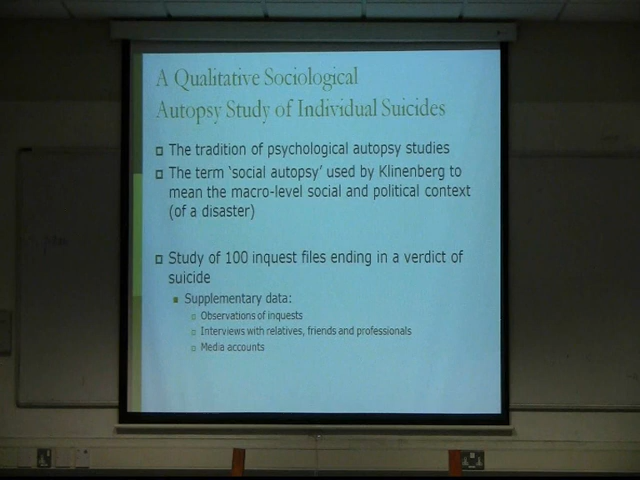 A Qualitative Sociological
Autopsy Study of Individual Suicides
The tradition of psychological autopsy studies
The term ‘social autopsy’ used by Klinenberg to
mean the macro-level social and political context
(of a disaster)
Study of 100 inquest files ending in a verdict of
suicide
Supplementary data:
Observations of inquests
Interviews with relatives, friends and professionals
Media accounts